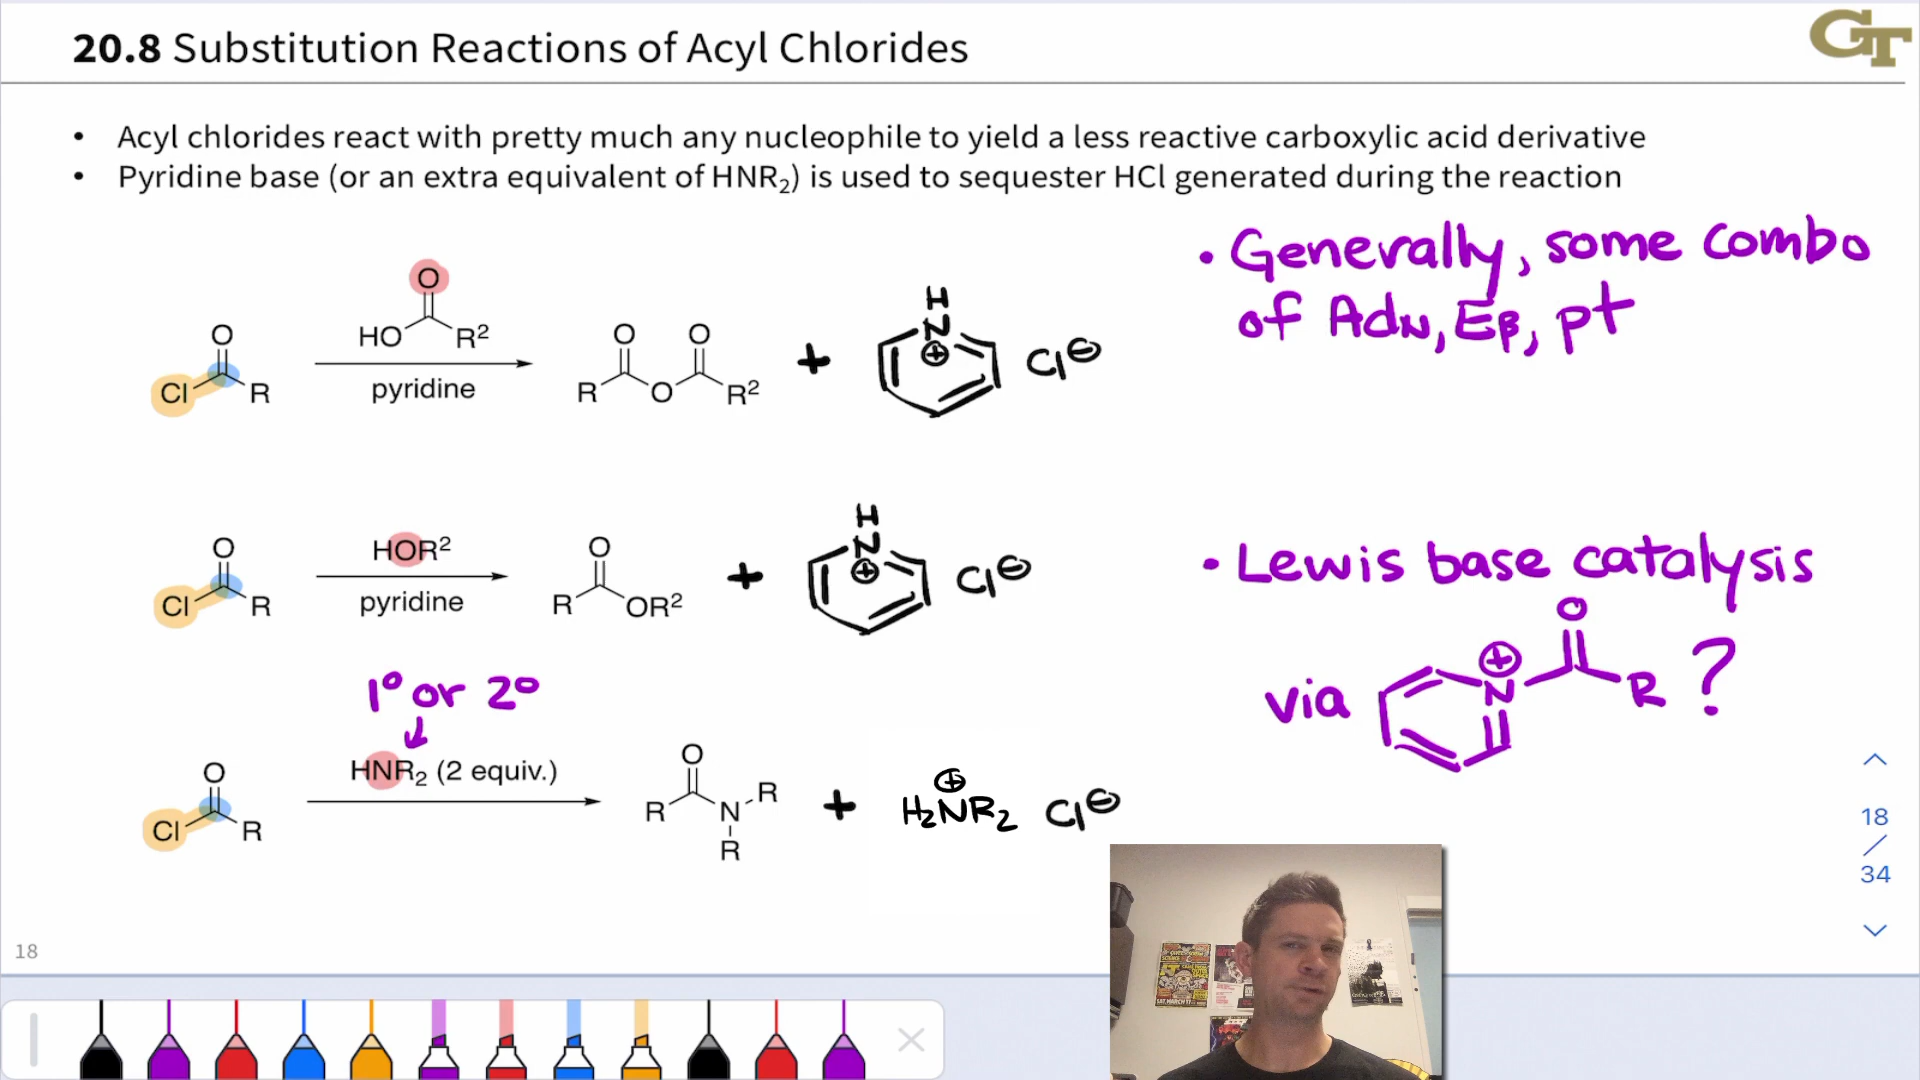 20.8 Substitution Reactions of Acyl Chlorides
GT
• Acyl chlorides react with pretty much any nucleophile to yield a less reactive carboxylic acid derivative
• Pyridine base (or an extra equivalent of HNR2) is used to sequester HCl generated during the reaction
• Generally, some combo
of AdN, Eβ, pt
O
HO R²
O
Cl R
pyridine
O O
R O R²
+
H
N
⊕
Cl⊖
O
Cl R
HOR²
pyridine
O
R OR²
+
H
N
⊕
Cl⊖
• Lewis base catalysis
via
⊕
N
O
R
?
1° or 2°
↓
HNR2 (2 equiv.)
O
Cl R
O
R N R
R
+
⊕
H2NR2 Cl⊖
18
/
34
18